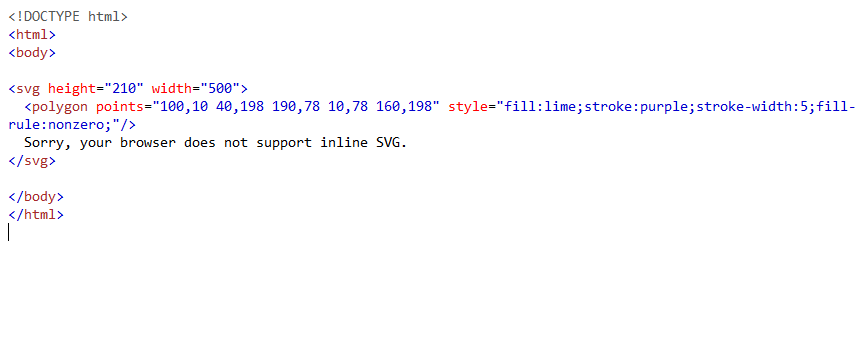 <!DOCTYPE html>
<html>
<body>

<svg height="210" width="500">
  <polygon points="100,10 40,198 190,78 10,78 160,198" style="fill:lime;stroke:purple;stroke-width:5;fill-
rule:nonzero;"/>
  Sorry, your browser does not support inline SVG.
</svg>

</body>
</html>